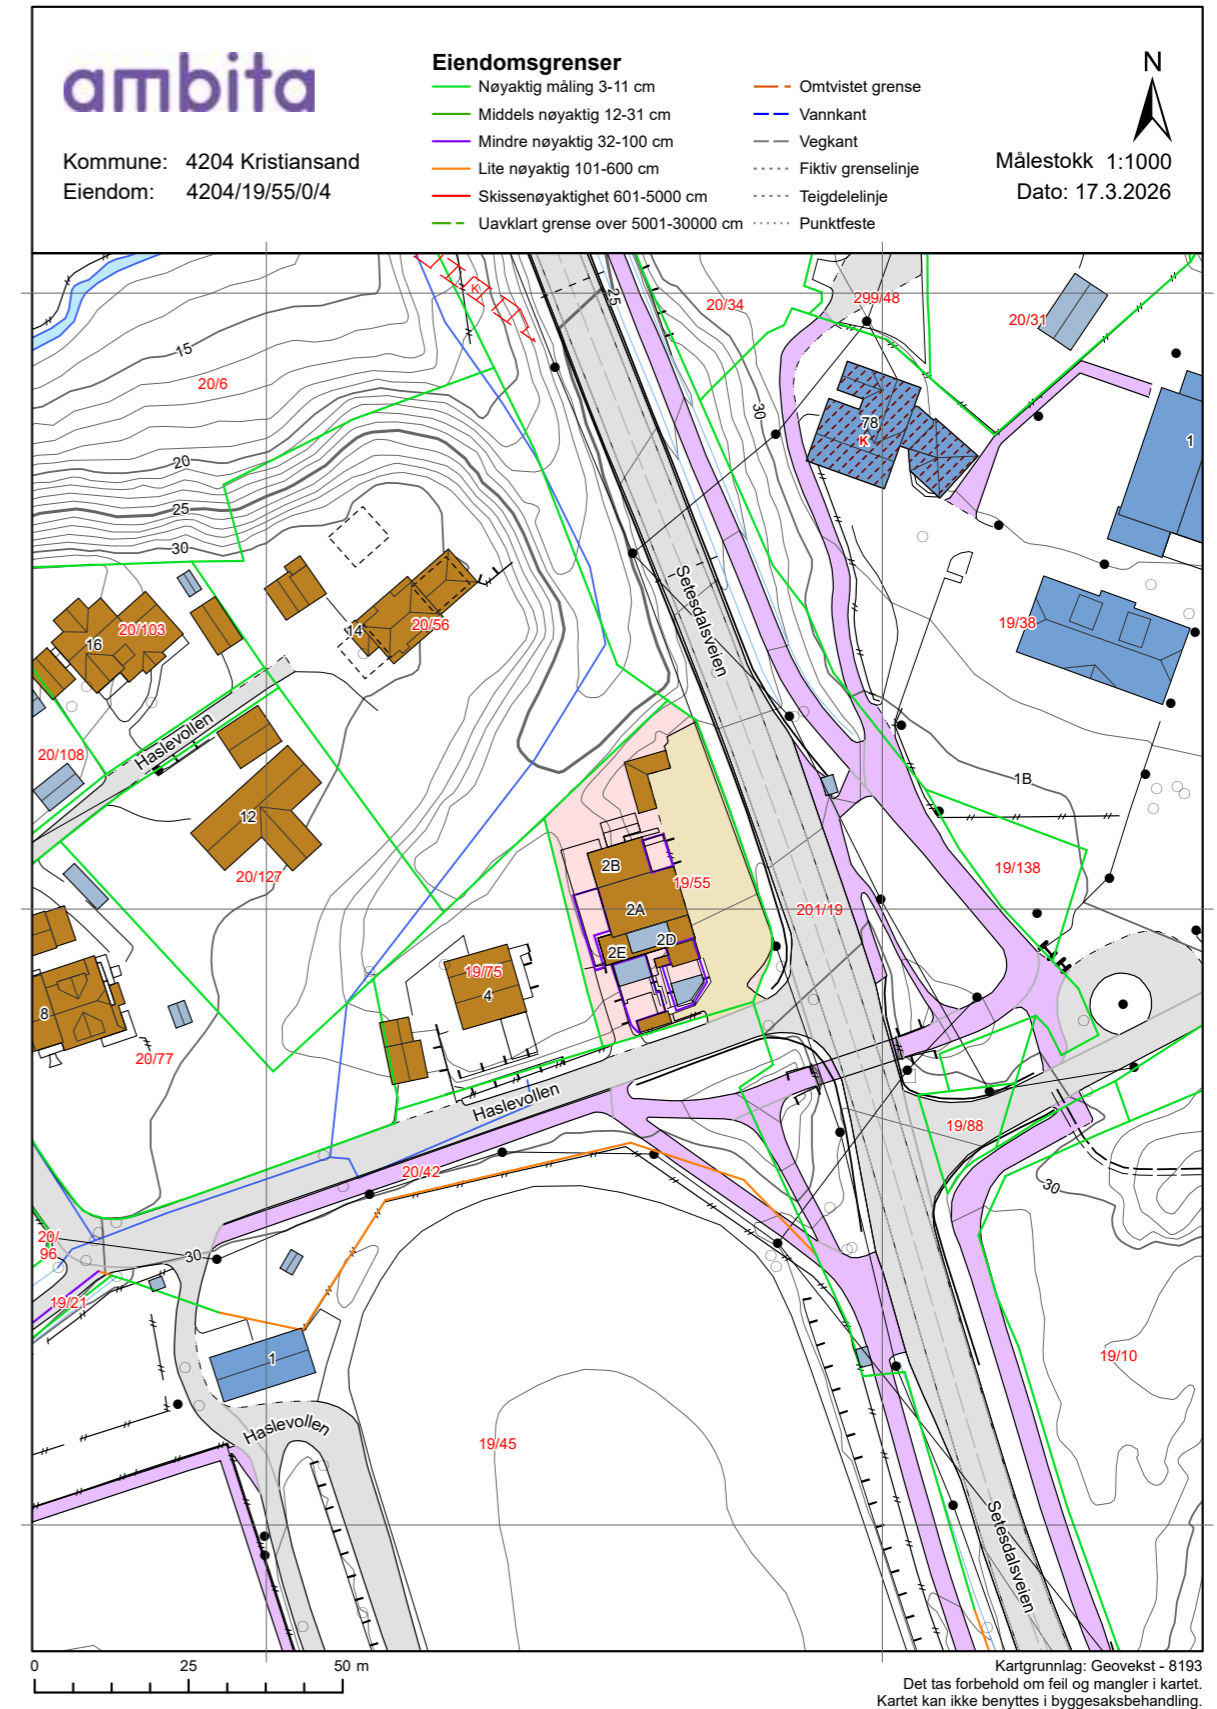 ambita
Kommune: 4204 Kristiansand
Eiendom: 4204/19/55/0/4
Eiendomsgrenser
Nøyaktig måling 3-11 cm
Middels nøyaktig 12-31 cm
Mindre nøyaktig 32-100 cm
Lite nøyaktig 101-600 cm
Skissenøyaktighet 601-5000 cm
Uavklart grense over 5001-30000 cm
Omtvistet grense
Vannkant
Vegkant
Fiktiv grenselinje
Teigdelelinje
Punktfeste
N
Målestokk 1:1000
Dato: 17.3.2026
K
25
20/34
299/48
20/31
15
20/6
30
78
K
1
20
25
30
Setesdalsveien
19/38
16
20/103
14
20/56
Haslevollen
20/108
12
20/127
1B
2B
19/55
19/138
2A
201/19
2D
2E
19/75
4
8
20/77
Haslevollen
19/88
20/42
30
20/
96
30
19/21
1
19/10
Haslevollen
19/45
Setesdalsveien
0 25 50 m
Kartgrunnlag: Geovekst - 8193
Det tas forbehold om feil og mangler i kartet.
Kartet kan ikke benyttes i byggesaksbehandling.